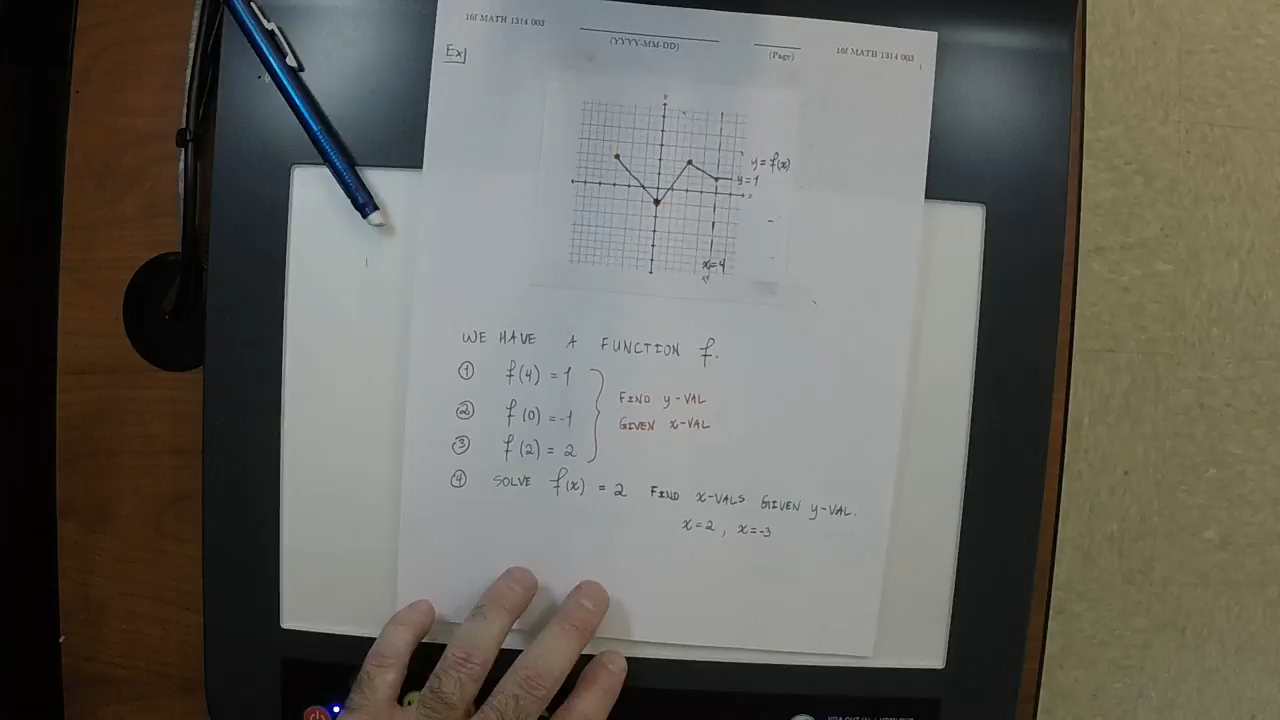 16f MATH 1314 003
(YYYY-MM-DD)
(Page)
16f MATH 1314 003
Ex
y
y = f(x)
y = 1
x
x = 4
WE HAVE A FUNCTION f.
① f(4) = 1
② f(0) = -1
③ f(2) = 2
FIND y-VAL
GIVEN x-VAL
④ SOLVE f(x) = 2 FIND x-VALS GIVEN y-VAL.
x = 2 , x = -3